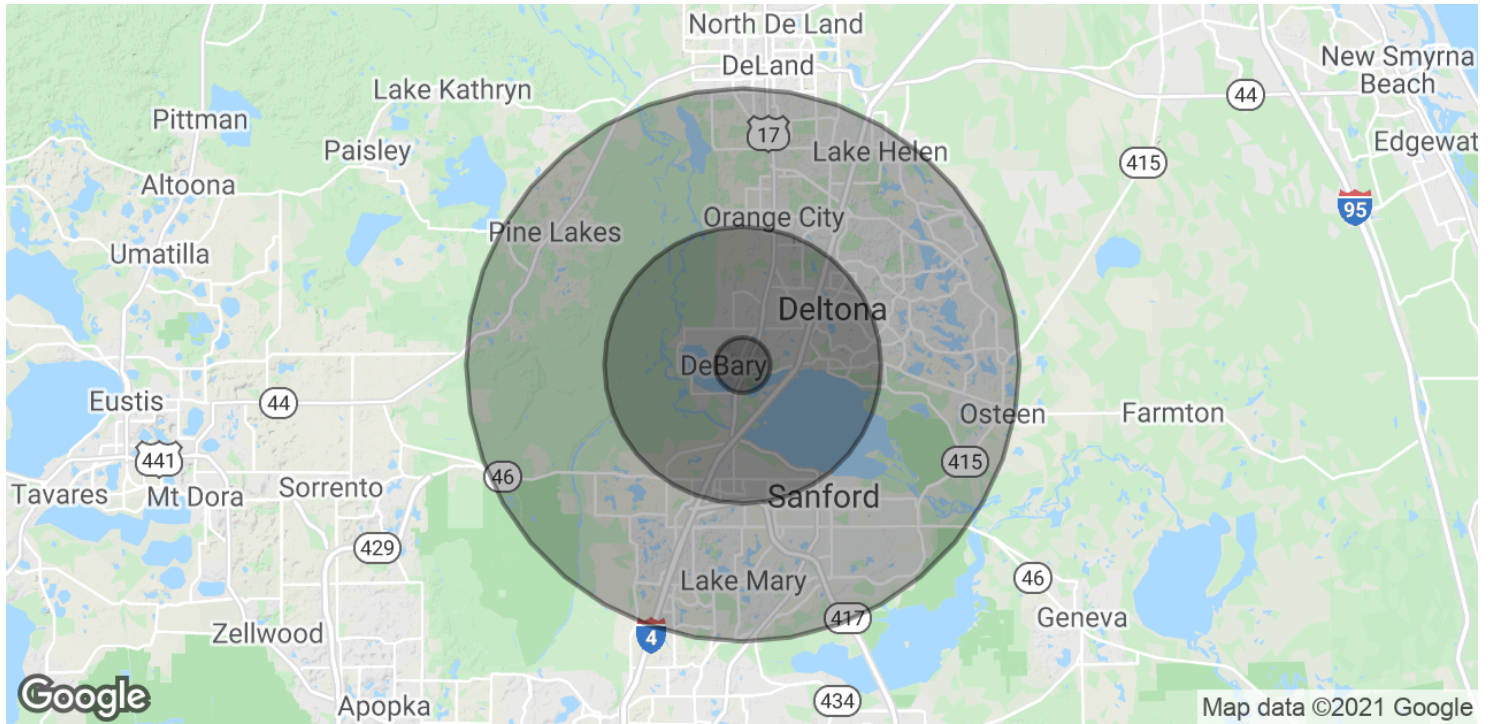 North De Land
DeLand
New Smyrna
Beach
Lake Kathryn
44
Pittman
17
Edgewat
Paisley
Lake Helen
415
Altoona
95
Orange City
Pine Lakes
Umatilla
Deltona
DeBary
Eustis
44
Osteen
Farmton
441
46
415
Tavares
Mt Dora
Sorrento
Sanford
429
46
Lake Mary
417
Geneva
Zellwood
4
Google
Apopka
434
Map data ©2021 Google